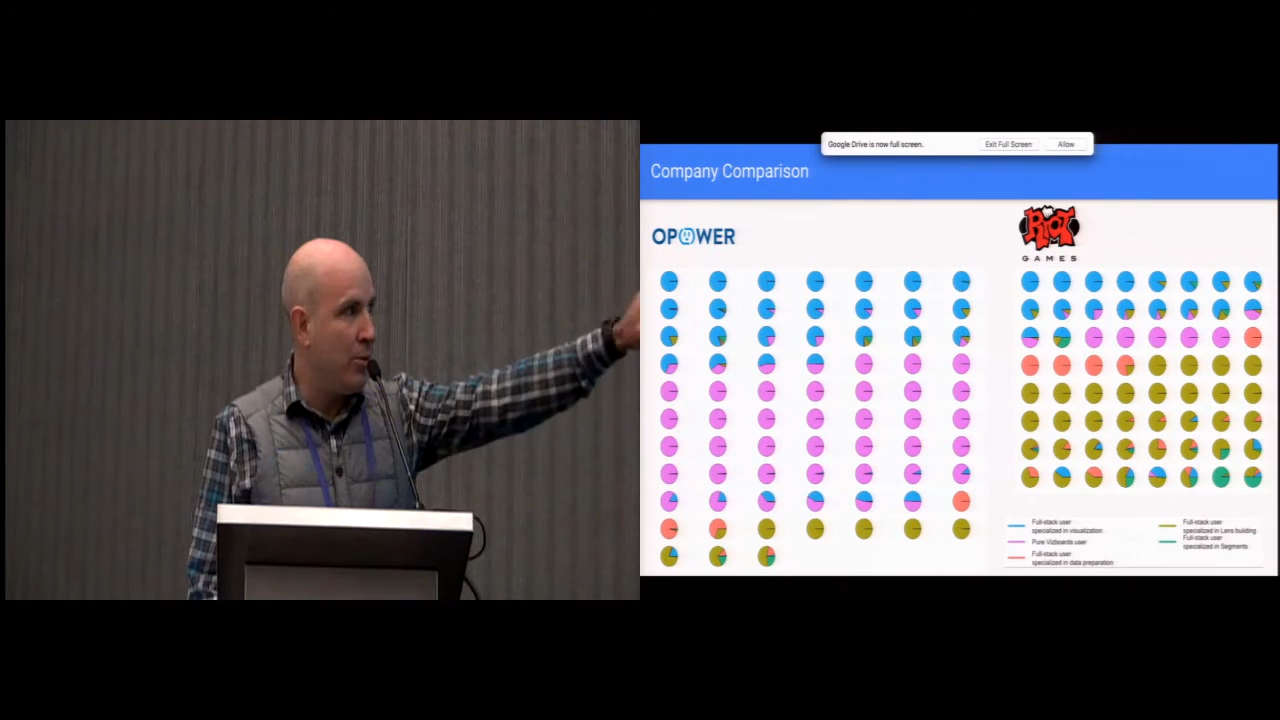 Google Drive is now full screen.
Exit Full Screen
Allow
Company Comparison
OPOWER
RIOT
GAMES
Full-stack user
specialized in visualization
Pure Vizboards user
Full-stack user
specialized in data preparation
Full-stack user
specialized in Lens building
Full-stack user
specialized in Segments